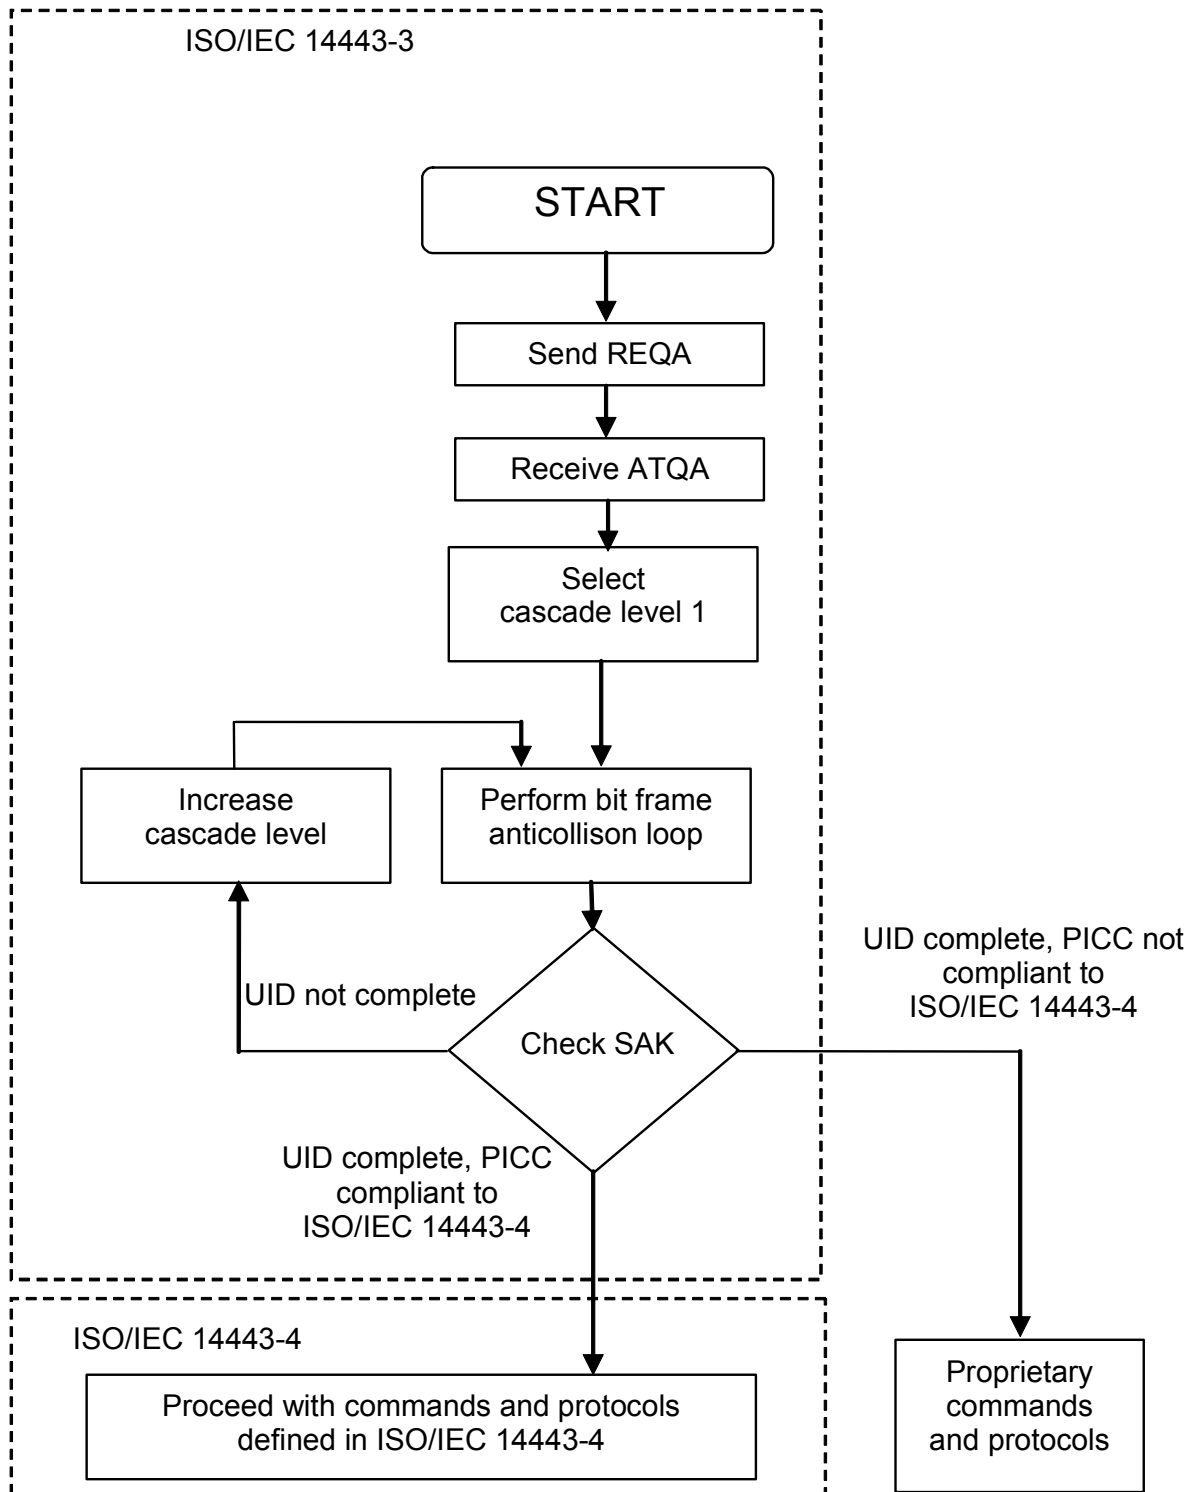 ISO/IEC 14443-3
START
Send REQA
Receive ATQA
Select
cascade level 1
Increase
cascade level
Perform bit frame
anticollison loop
UID not complete
Check SAK
UID complete, PICC not
compliant to
ISO/IEC 14443-4
UID complete, PICC
compliant to
ISO/IEC 14443-4
ISO/IEC 14443-4
Proceed with commands and protocols
defined in ISO/IEC 14443-4
Proprietary
commands
and protocols